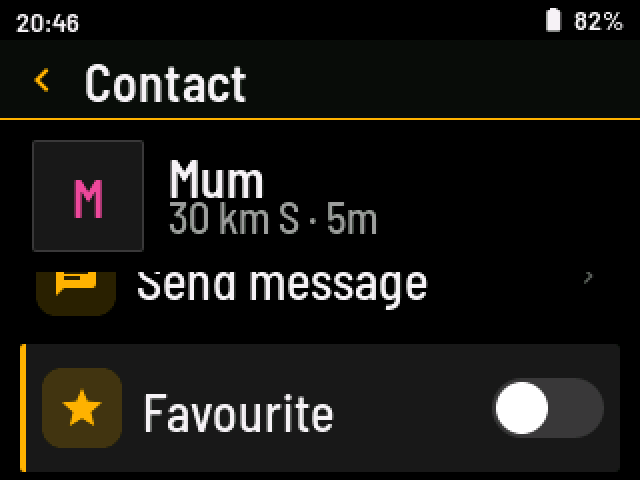 20:46
82%
Contact
M
Mum
30 km S · 5m
Send message
Favourite